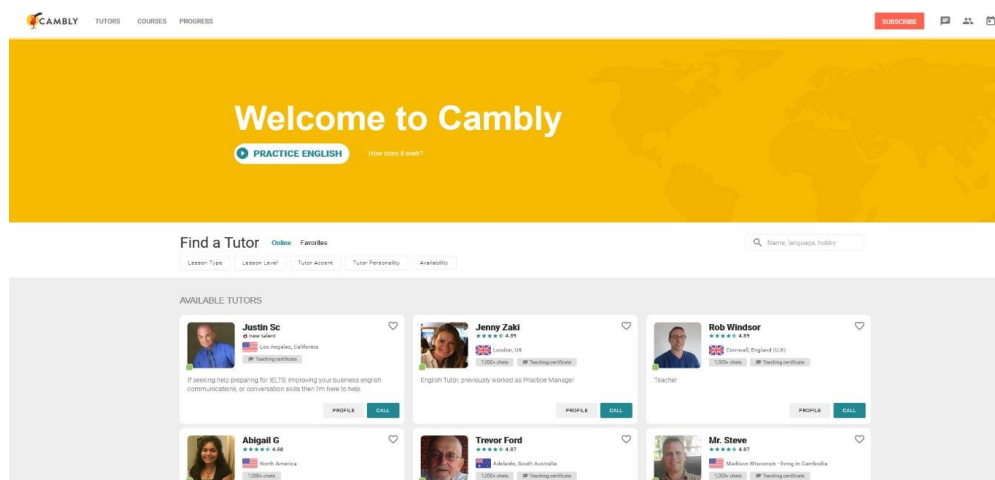 CAMBLY TUTORS COURSES PROGRESS SUBSCRIBE
Welcome to Cambly
PRACTICE ENGLISH How does it work?
Find a Tutor Online Favorites
Name, language, hobby
Lesson Type Lesson Level Tutor Accent Tutor Personality Availability
AVAILABLE TUTORS
Justin Sc
new talent
Los Angeles, California
Teaching certificate
If seeking help preparing for IELTS, improving your business english
communications, or conversation skills then I'm here to help.
PROFILE CALL
Jenny Zaki
4.89
London, UK
1,000+ chats Teaching certificate
English Tutor, previously worked as Practice Manager
PROFILE CALL
Rob Windsor
4.89
Cornwall, England (U.K)
1,000+ chats Teaching certificate
Teacher
PROFILE CALL
Abigail G
4.88
North America
1,000+ chats
Trevor Ford
4.87
Adelaide, South Australia
1,000+ chats Teaching certificate
Mr. Steve
4.87
Madison Wisconsin - living in Cambodia
1,000+ chats Teaching certificate